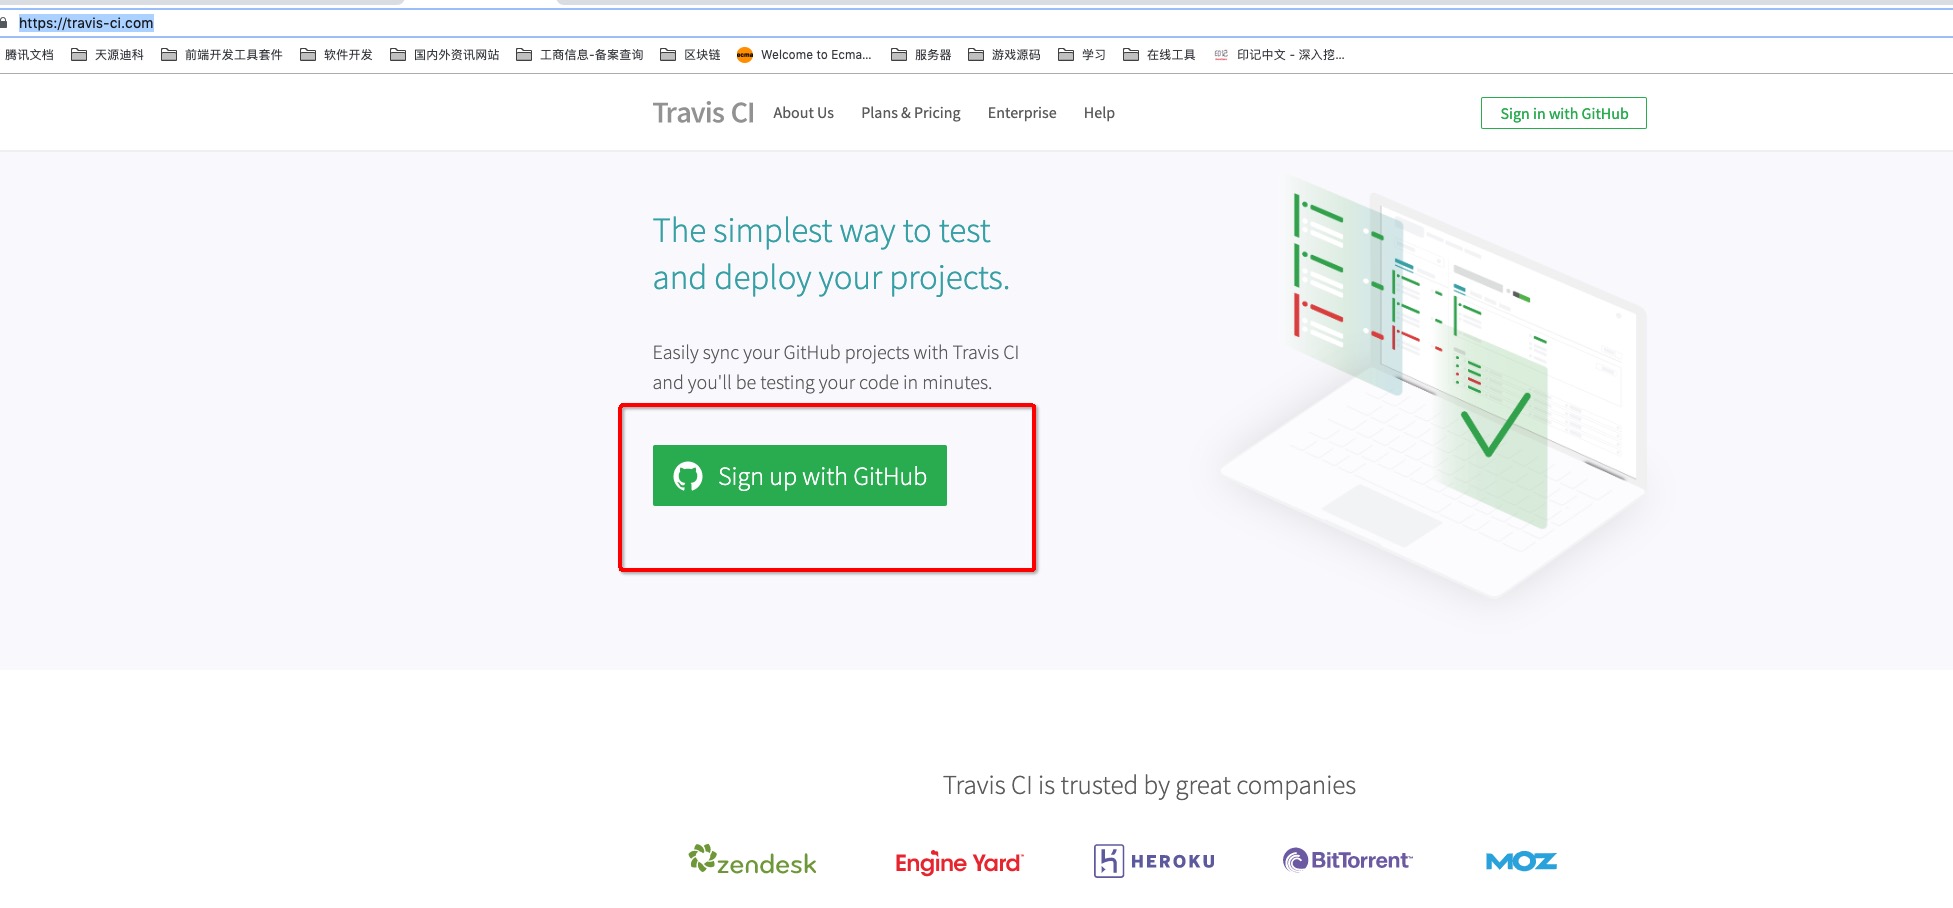 https://travis-ci.com
腾讯文档 天源迪科 前端开发工具套件 软件开发 国内外资讯网站 工商信息-备案查询 区块链 Welcome to Ecma... 服务器 游戏源码 学习 在线工具 印记中文 - 深入挖...
Travis CI About Us Plans & Pricing Enterprise Help Sign in with GitHub
The simplest way to test
and deploy your projects.
Easily sync your GitHub projects with Travis CI
and you'll be testing your code in minutes.
Sign up with GitHub
Travis CI is trusted by great companies
zendesk Engine Yard HEROKU BitTorrent MOZ